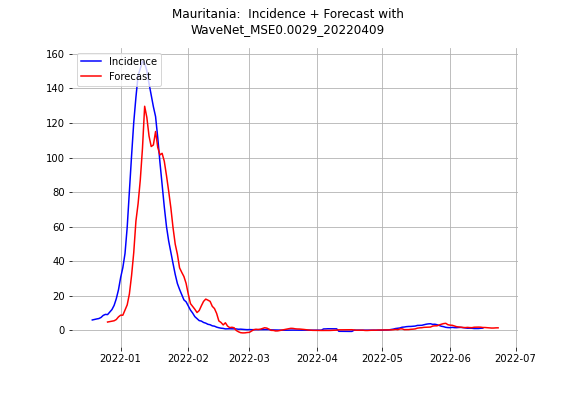 Mauritania:  Incidence + Forecast with
WaveNet_MSE0.0029_20220409
Incidence
Forecast
160
140
120
100
80
60
40
20
0
2022-01 2022-02 2022-03 2022-04 2022-05 2022-06 2022-07